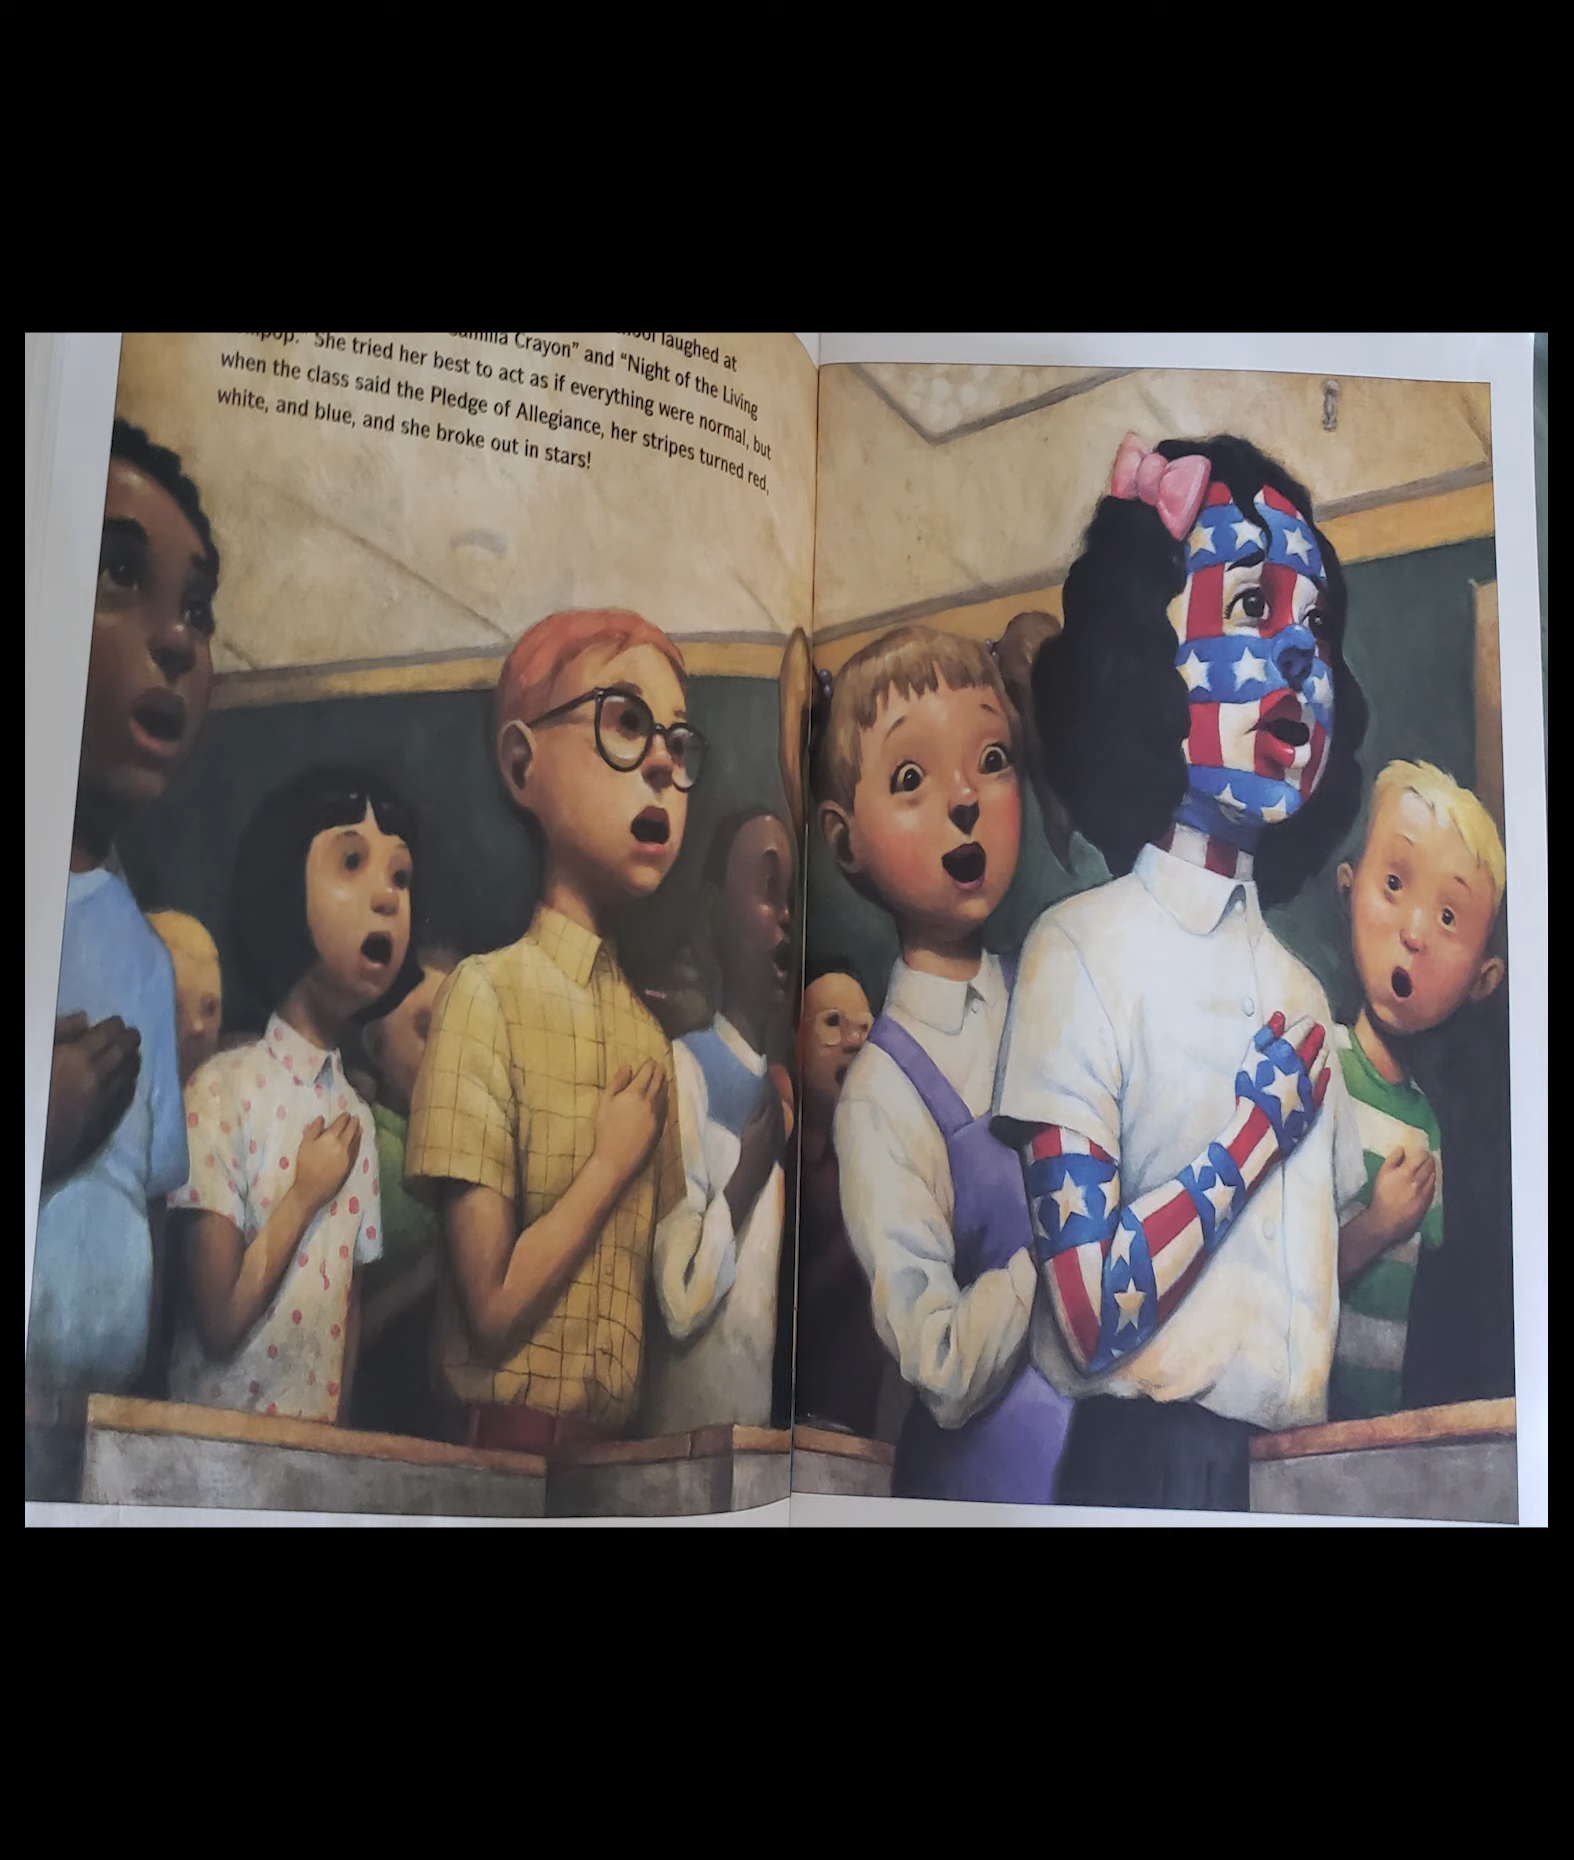 laughed at
Crayon” and “Night of the Living
She tried her best to act as if everything were normal, but
when the class said the Pledge of Allegiance, her stripes turned red,
white, and blue, and she broke out in stars!